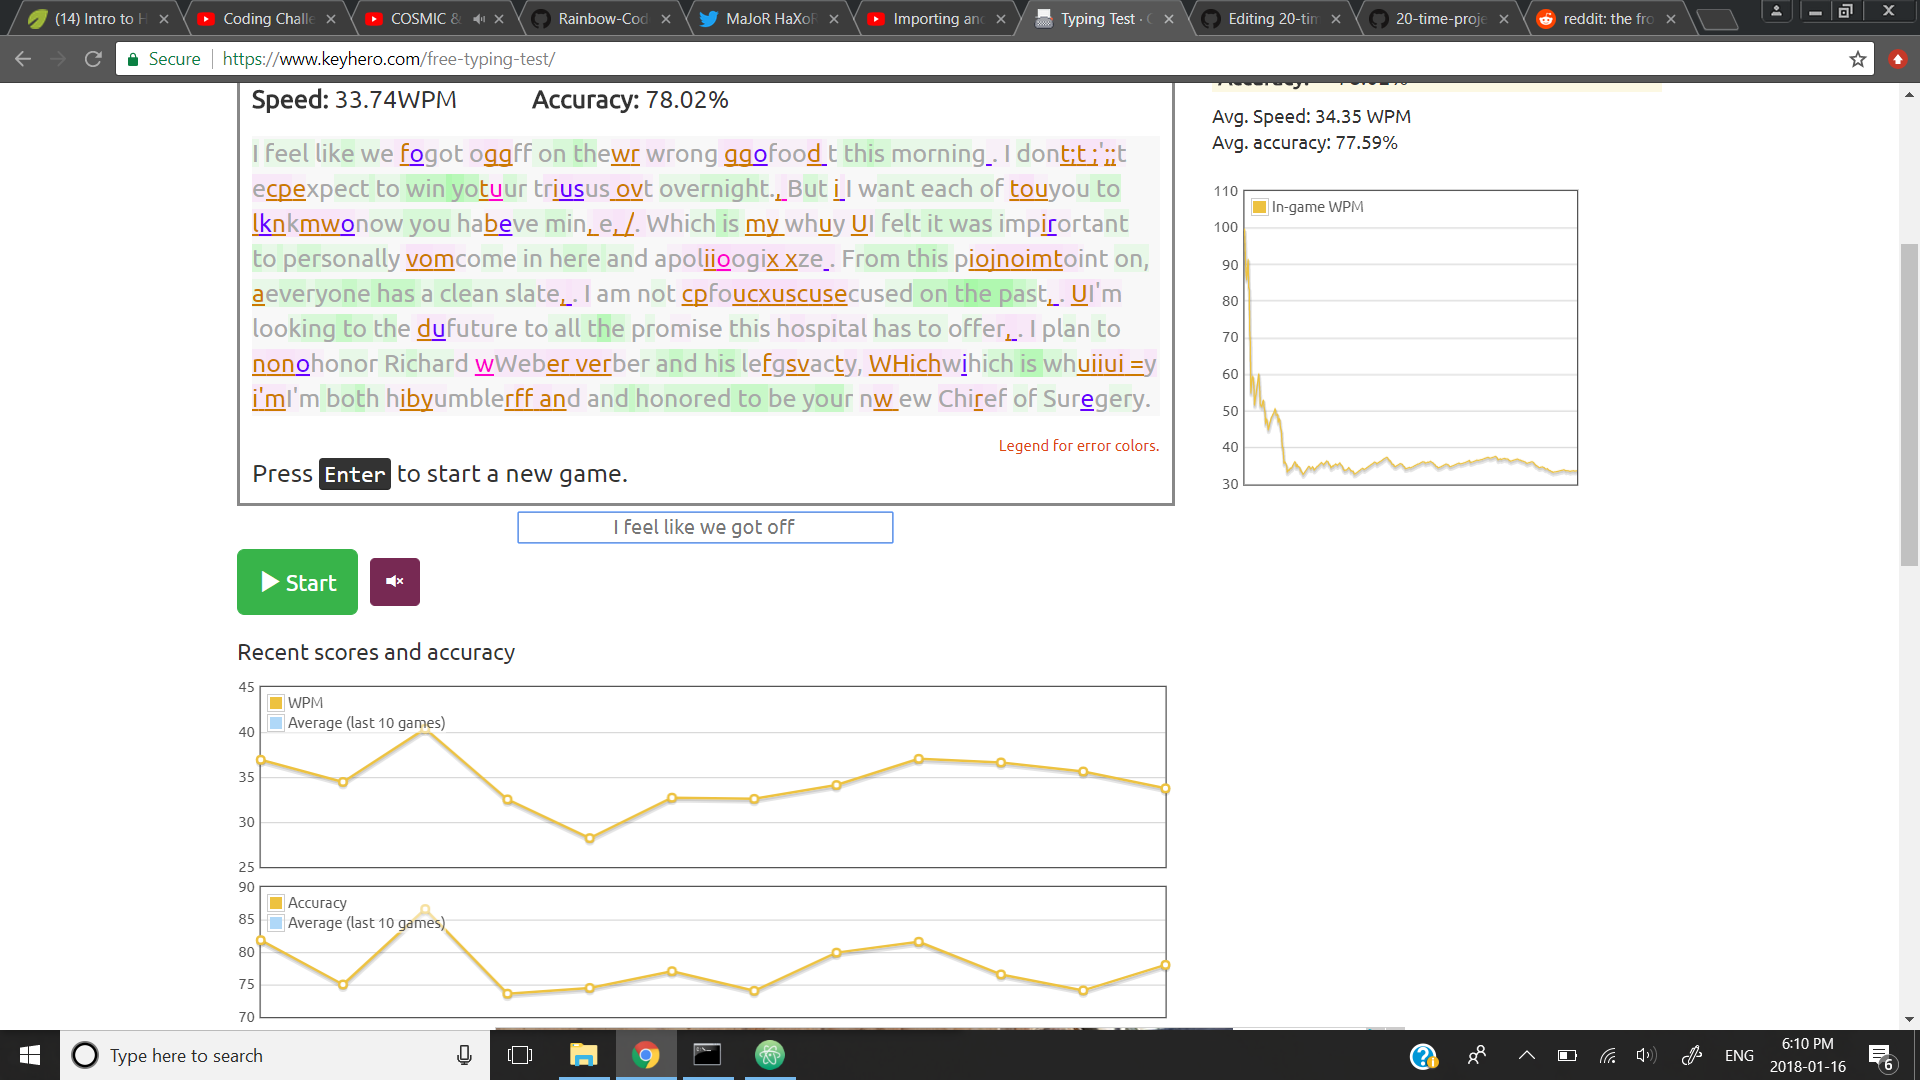 (14) Intro to H
Coding Challe
COSMIC &
Rainbow-Cod
MaJoR HaXoR
Importing and
Typing Test · 
Editing 20-tim
20-time-proje
reddit: the fro
Secure
https://www.keyhero.com/free-typing-test/
Speed: 33.74WPM Accuracy: 78.02%
I feel like we fogot oggff on thewr wrong ggofood t this morning . I dont;t ;';;t
ecpexpect to win yotuur triusus ovt overnight., But i I want each of touyou to
lknkmwonow you habeve min, e, /. Which is my whuy UI felt it was impirortant
to personally vomcome in here and apoliioogix xze . From this piojnoimtoint on,
aeveryone has a clean slate, . I am not cpfoucxuscusecused on the past, . UI'm
looking to the dufuture to all the promise this hospital has to offer, . I plan to
nonohonor Richard wWeber verber and his lefgsvacty, WHichwihich is whuiiui =y
i'mI'm both hibyumblerff and and honored to be your nw ew Chiref of Suregery.
Legend for error colors.
Press Enter to start a new game.
I feel like we got off
Start
Avg. Speed: 34.35 WPM
Avg. accuracy: 77.59%
In-game WPM
110
100
90
80
70
60
50
40
30
Recent scores and accuracy
WPM
Average (last 10 games)
45
40
35
30
25
Accuracy
Average (last 10 games)
90
85
80
75
70
Type here to search
ENG
6:10 PM
2018-01-16
6